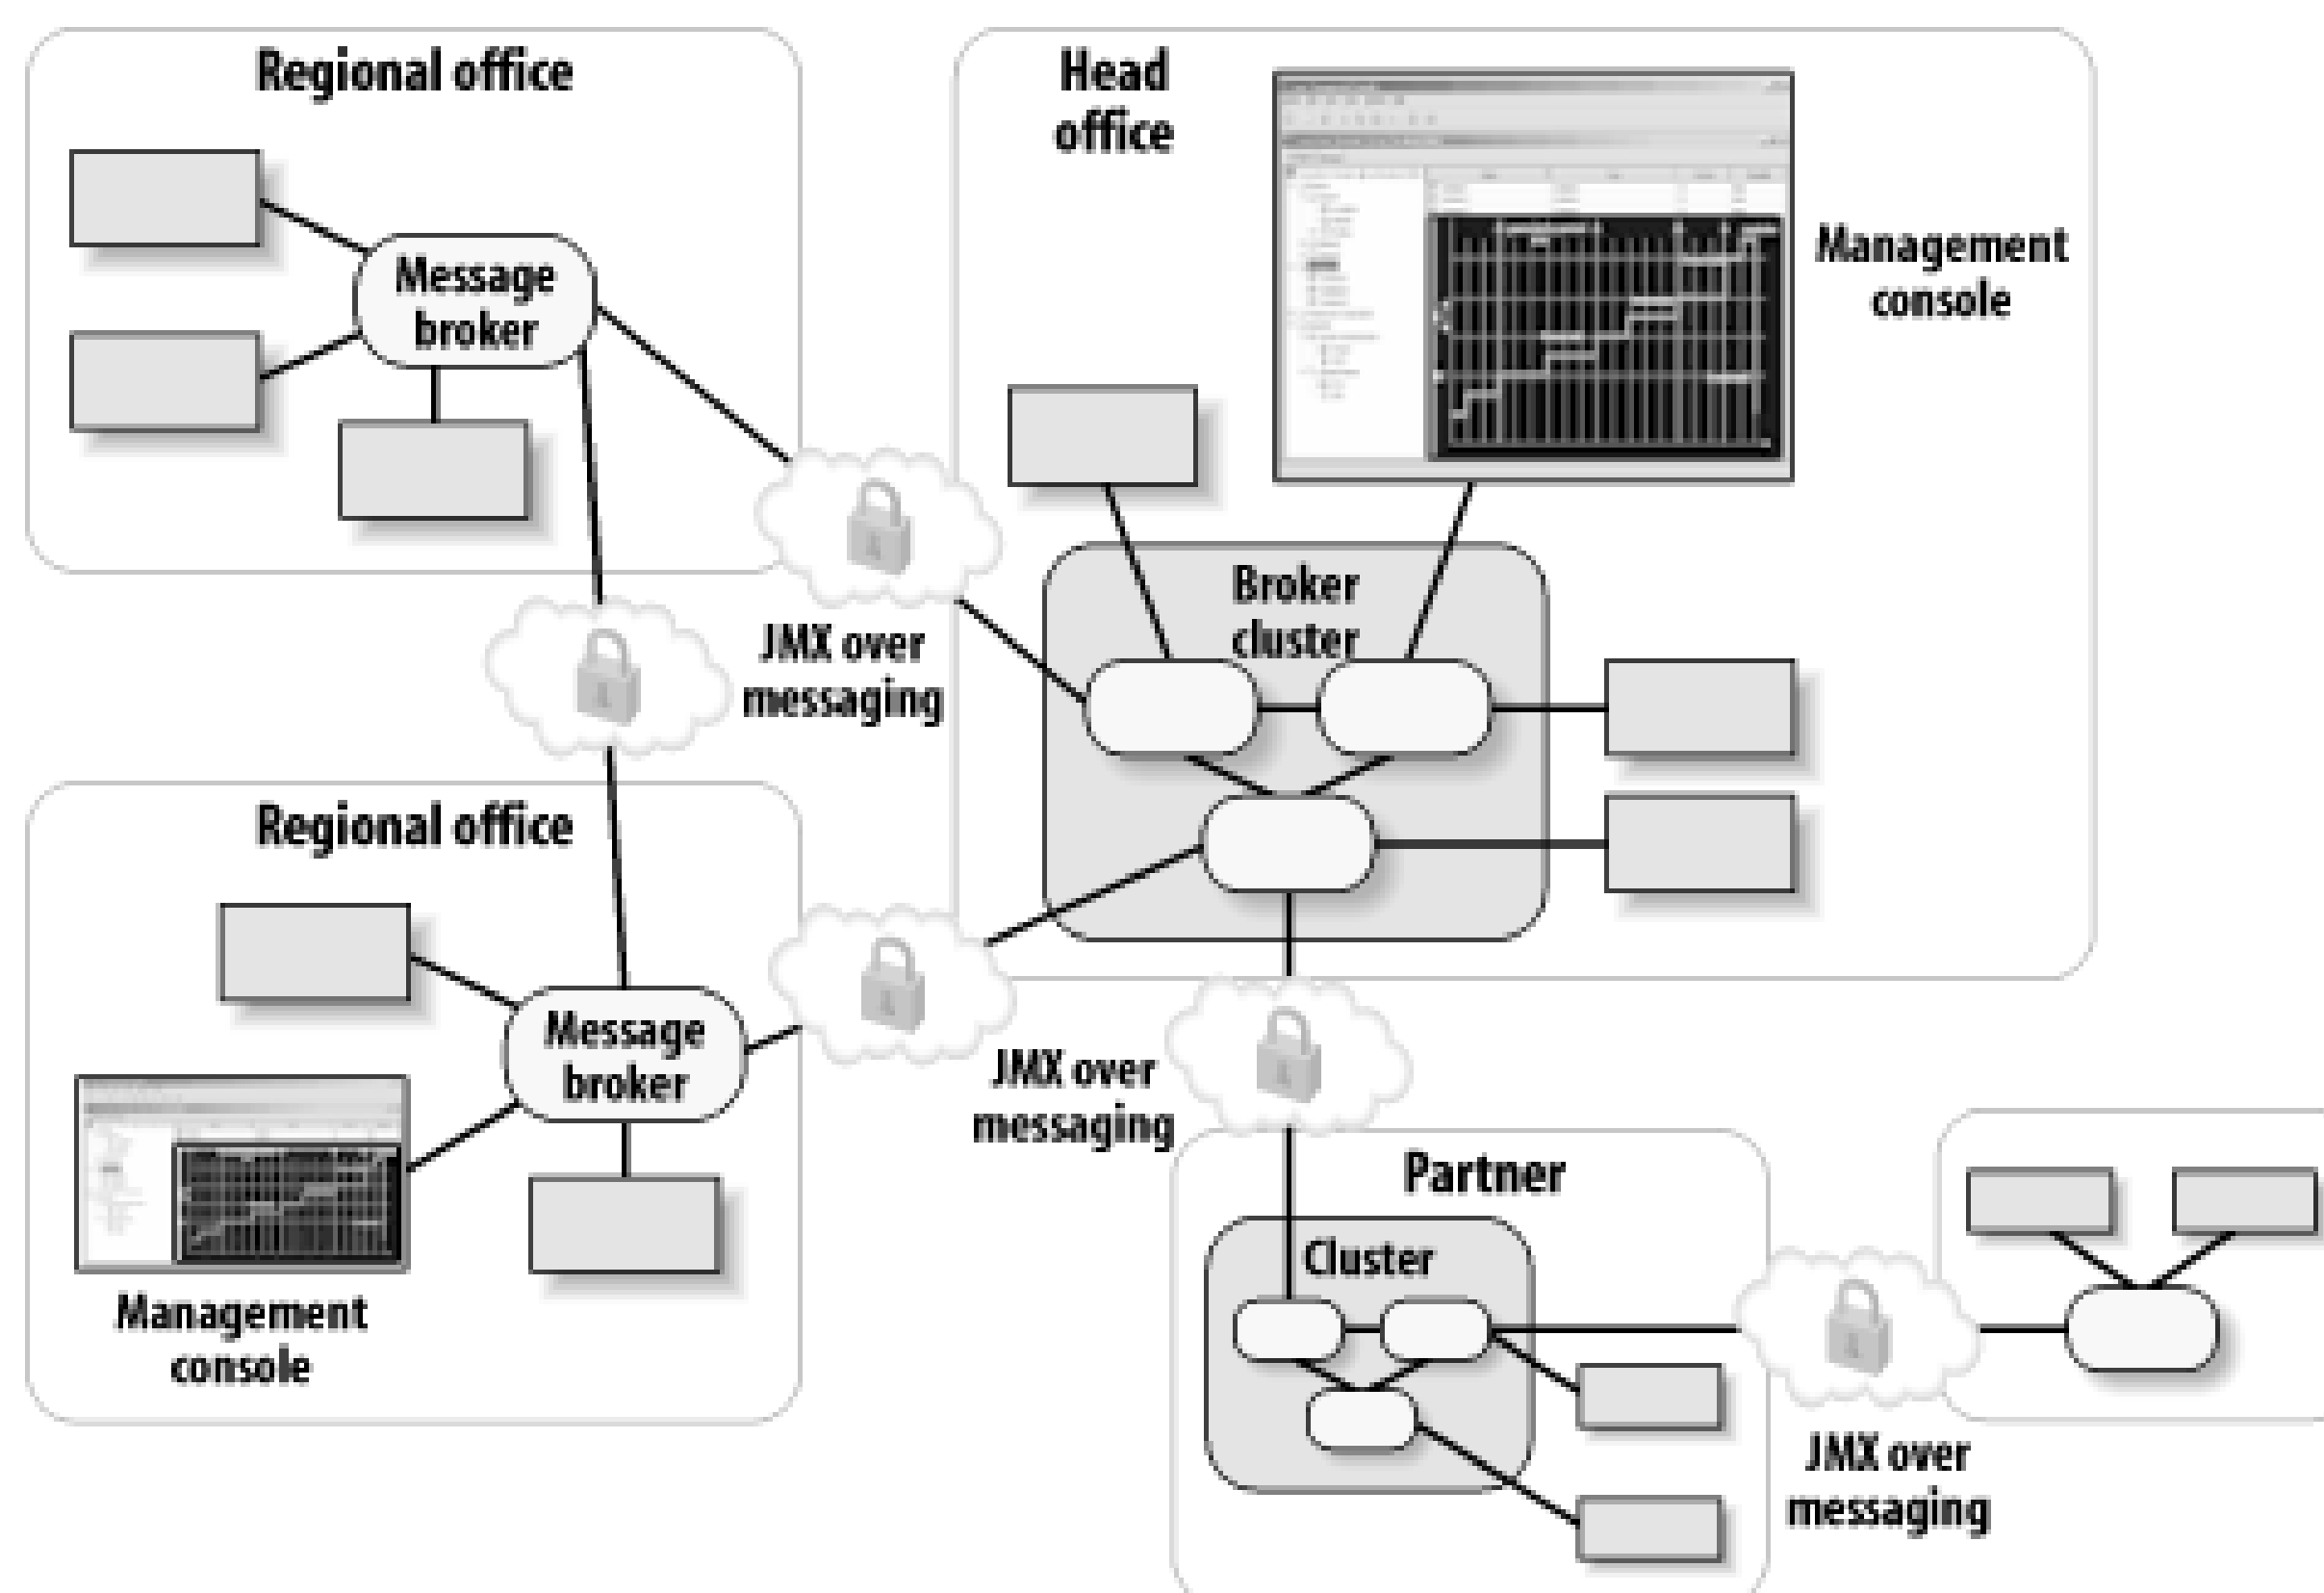 Regional office
Message
broker
Head
office
Management
console
Broker
cluster
JMX over
messaging
Regional office
Message
broker
Management
console
JMX over
messaging
Partner
Cluster
JMX over
messaging